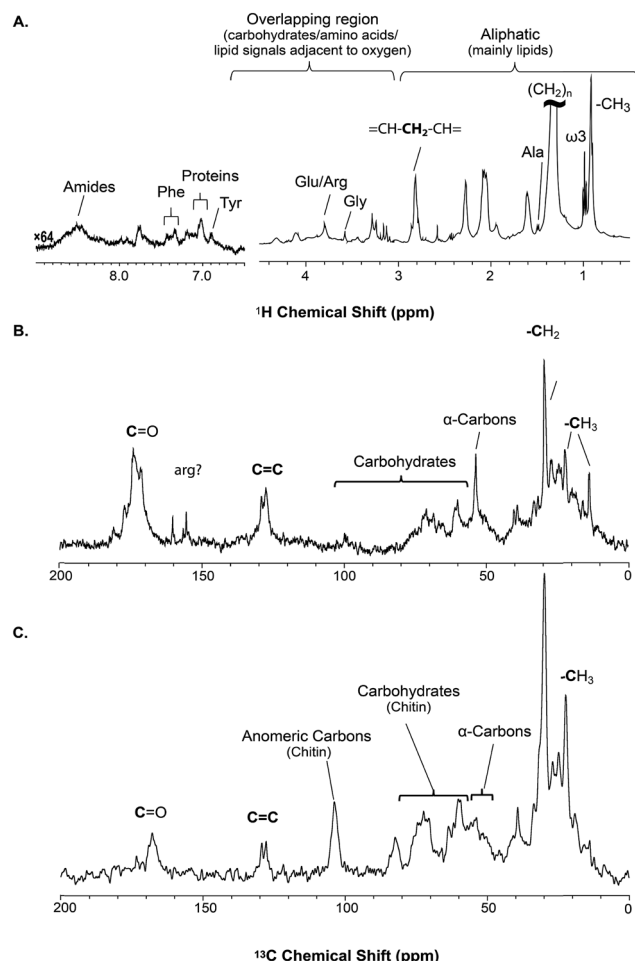 A.
Overlapping region
(carbohydrates/amino acids/
lipid signals adjacent to oxygen)
Aliphatic
(mainly lipids)
(CH2)n
-CH3
=CH-CH2-CH=
ω3
Ala
Proteins
Glu/Arg
Amides
Phe
Gly
Tyr
×64
8.0 7.0 4 3 2 1
1H Chemical Shift (ppm)
B.
-CH2
C=O
α-Carbons
-CH3
arg?
C=C
Carbohydrates
200 150 100 50 0
C.
-CH3
Carbohydrates
(Chitin)
Anomeric Carbons
(Chitin)
α-Carbons
C=O
C=C
200 150 100 50 0
13C Chemical Shift (ppm)